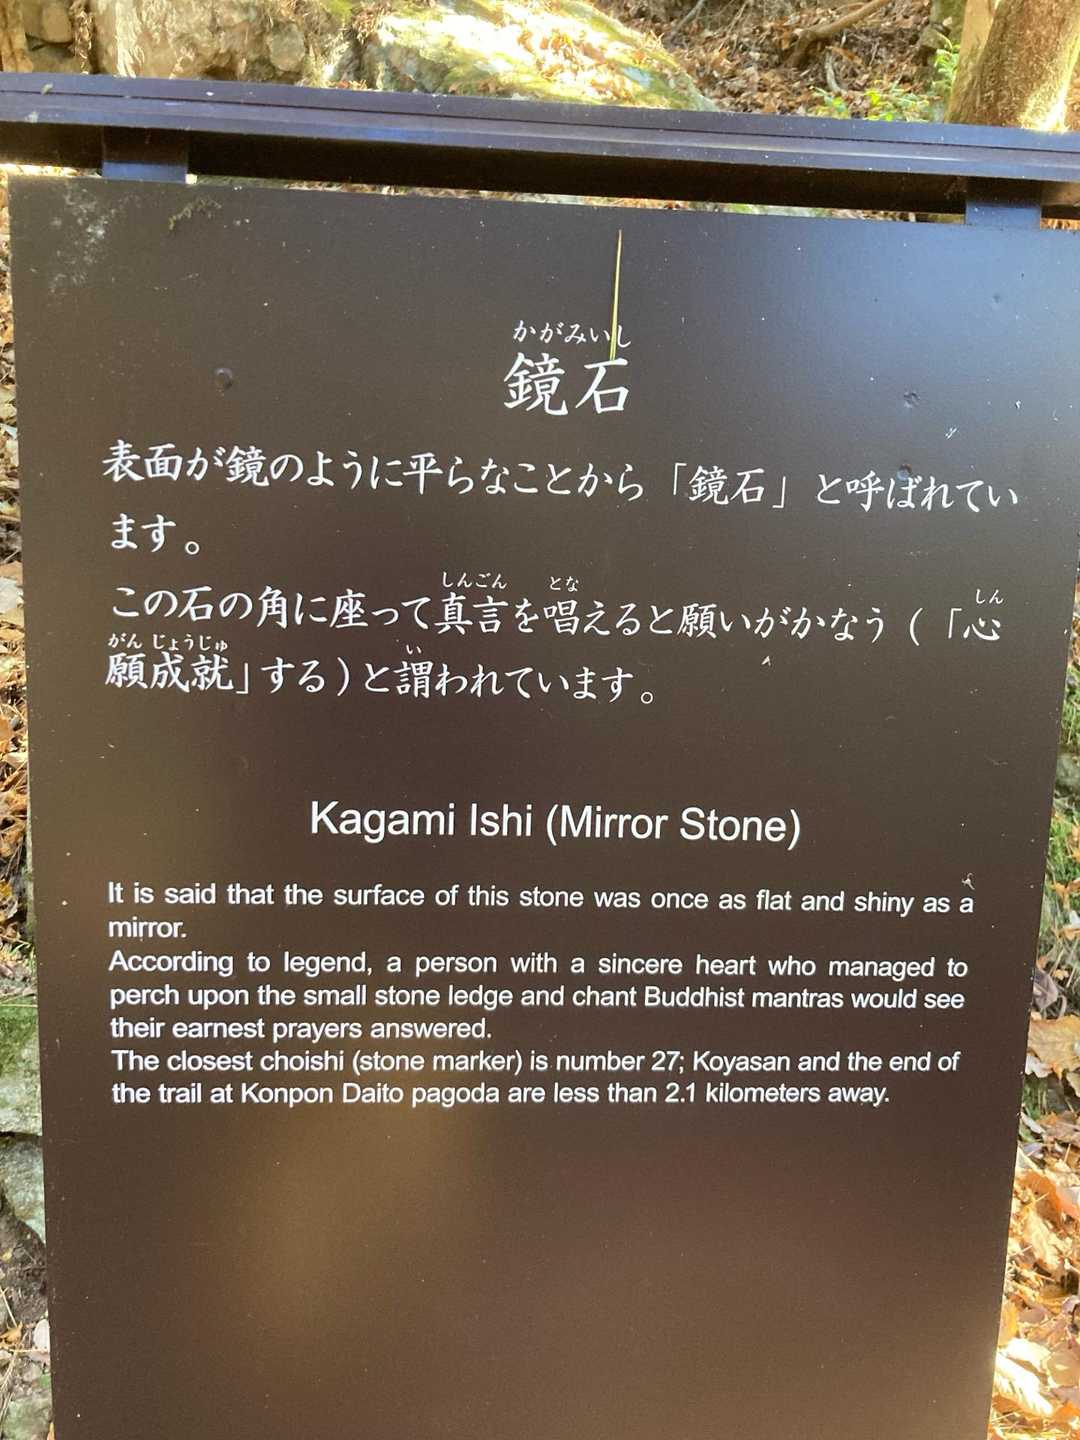 かがみいし
鏡石
表面が鏡のように平らなことから「鏡石」と呼ばれてい
ます。
しんごん とな しん
この石の角に座って真言を唱えると願いがかなう(「心
がん じょうじゅ い
願成就」する)と謂われています。
Kagami Ishi (Mirror Stone)
It is said that the surface of this stone was once as flat and shiny as a
mirror.
According to legend, a person with a sincere heart who managed to
perch upon the small stone ledge and chant Buddhist mantras would see
their earnest prayers answered.
The closest choishi (stone marker) is number 27; Koyasan and the end of
the trail at Konpon Daito pagoda are less than 2.1 kilometers away.